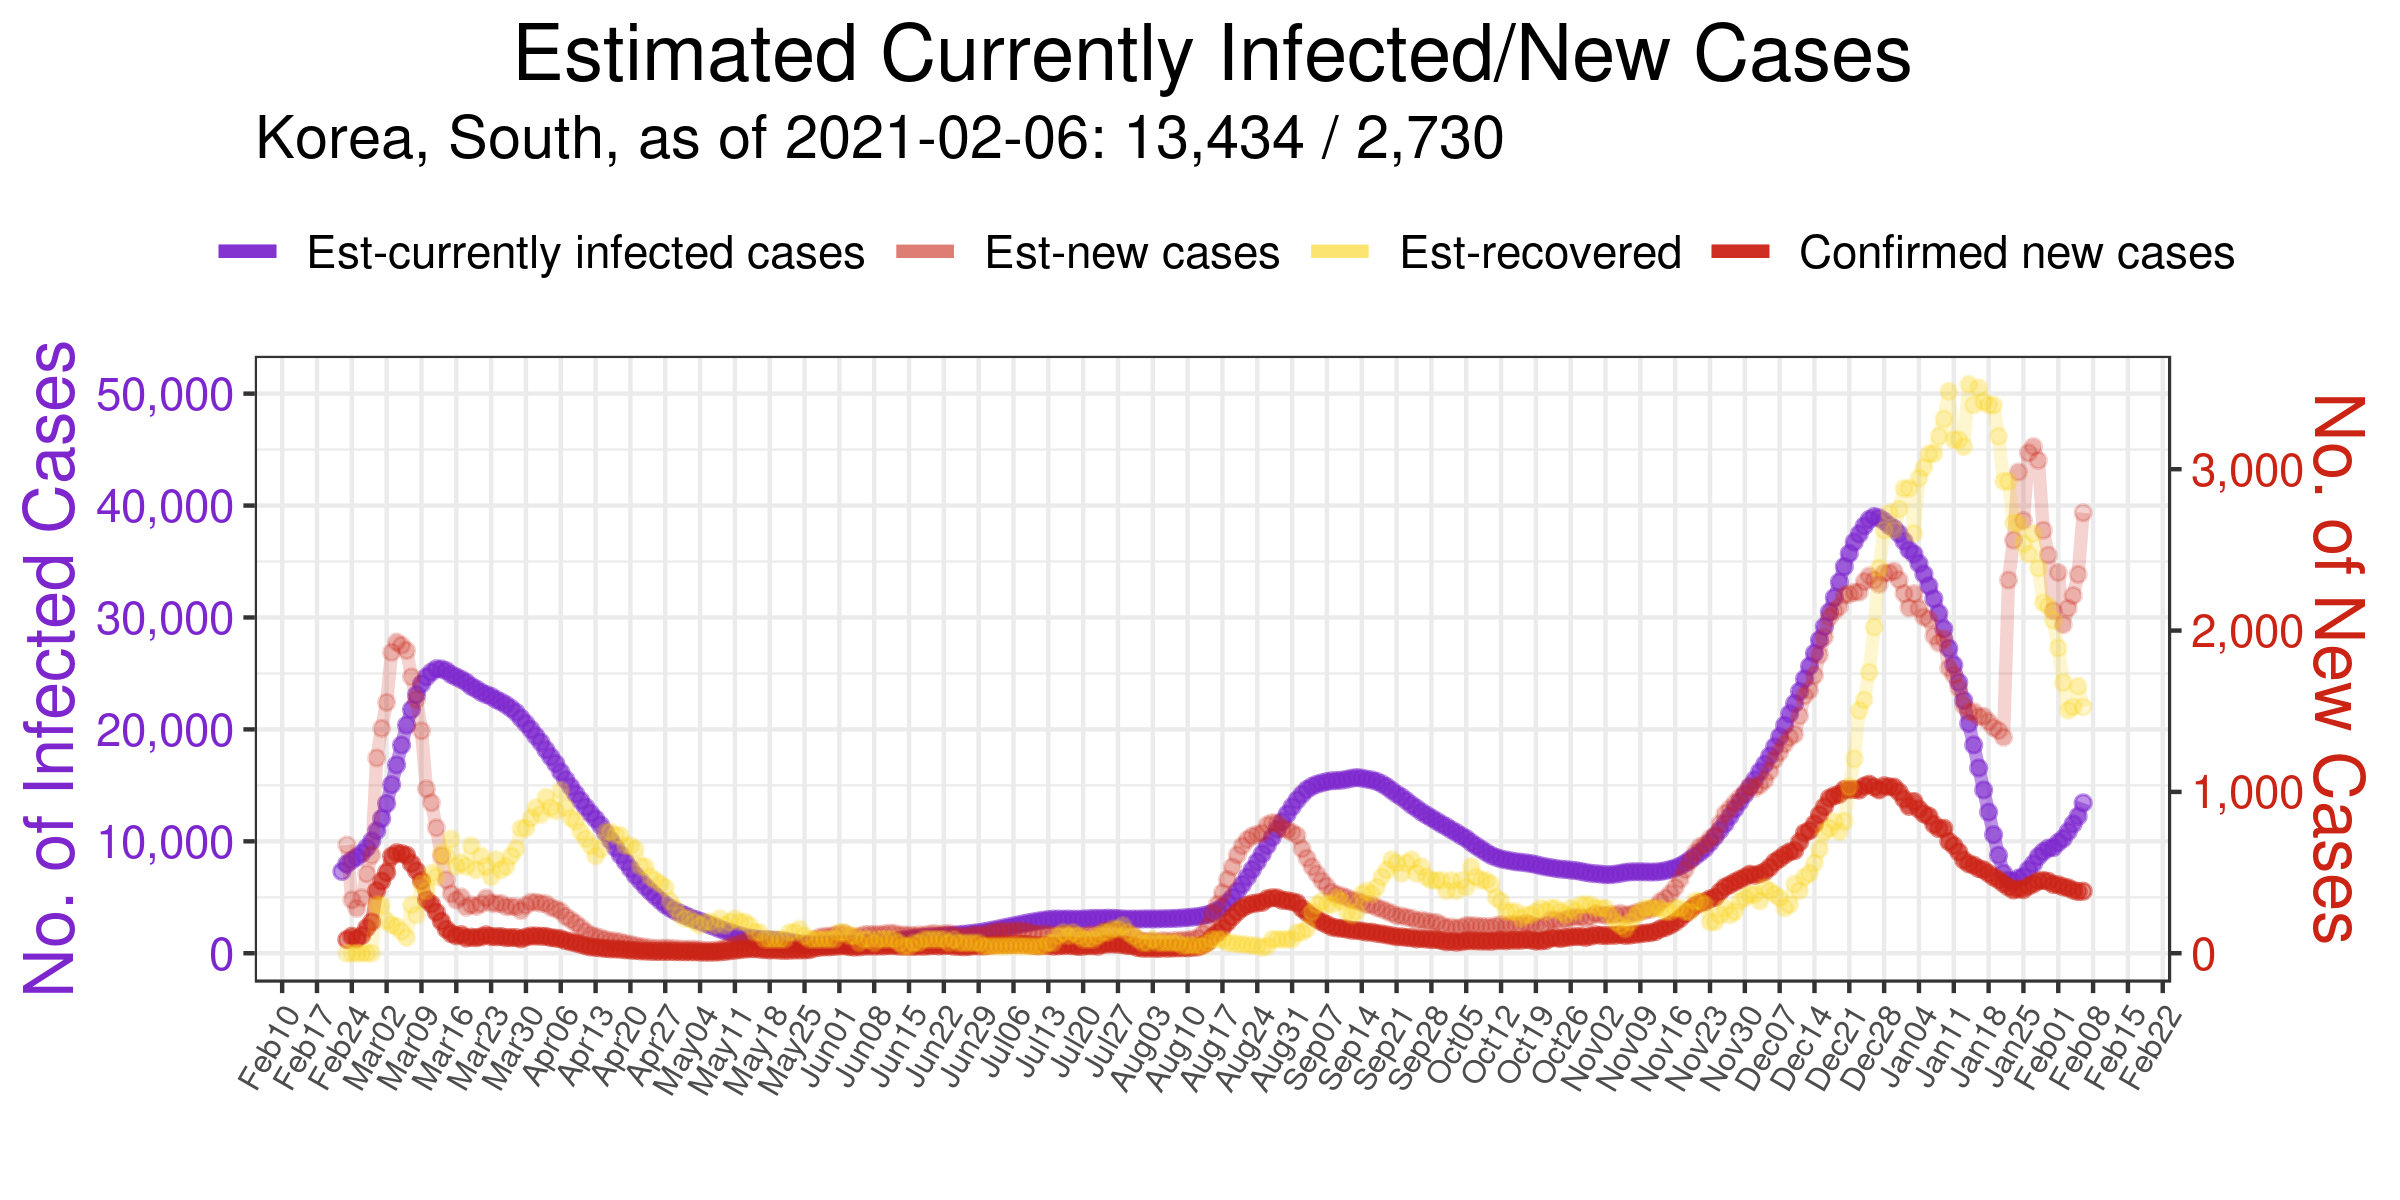 Estimated Currently Infected/New Cases
Korea, South, as of 2021-02-06: 13,434 / 2,730
Est-currently infected cases Est-new cases Est-recovered Confirmed new cases
No. of Infected Cases
50,000
40,000
30,000
20,000
10,000
0
3,000
2,000
1,000
0
No. of New Cases
Feb10 Feb17 Feb24 Mar02 Mar09 Mar16 Mar23 Mar30 Apr06 Apr13 Apr20 Apr27 May04 May11 May18 May25 Jun01 Jun08 Jun15 Jun22 Jun29 Jul06 Jul13 Jul20 Jul27 Aug03 Aug10 Aug17 Aug24 Aug31 Sep07 Sep14 Sep21 Sep28 Oct05 Oct12 Oct19 Oct26 Nov02 Nov09 Nov16 Nov23 Nov30 Dec07 Dec14 Dec21 Dec28 Jan04 Jan11 Jan18 Jan25 Feb01 Feb08 Feb15 Feb22